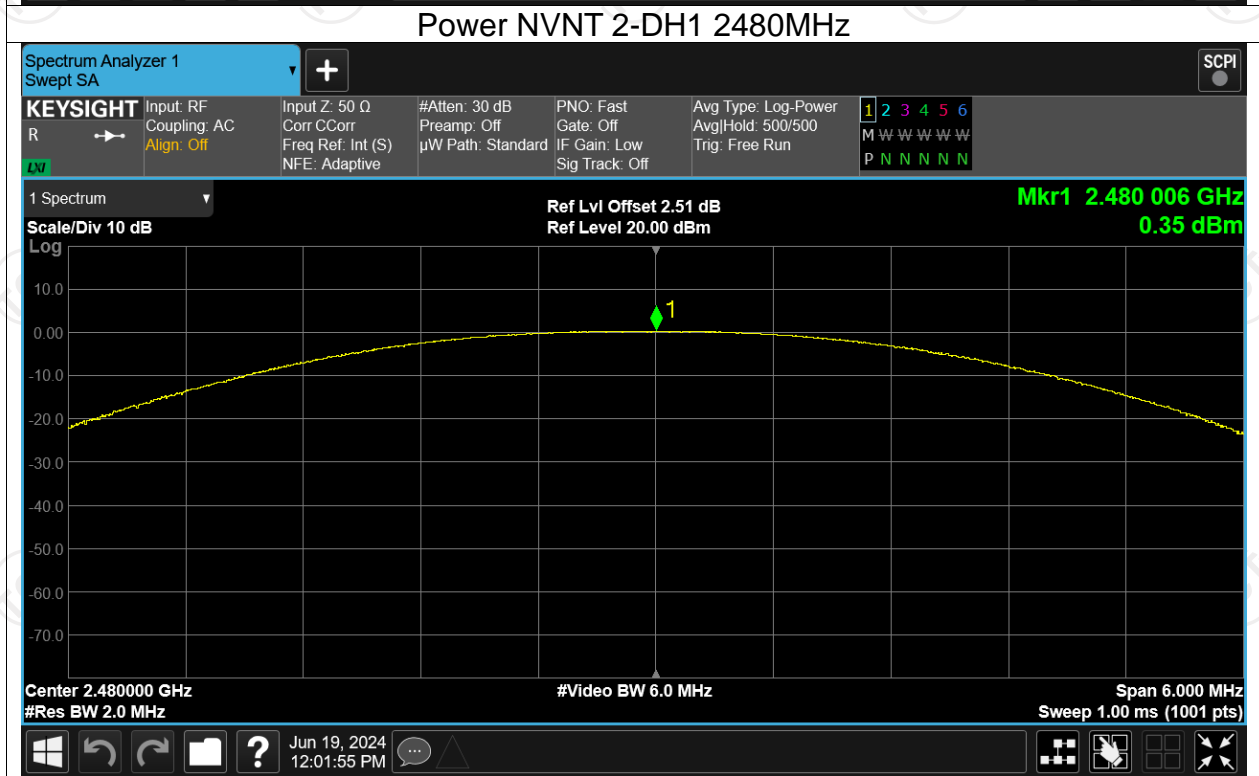 Power NVNT 2-DH1 2480MHz
Spectrum Analyzer 1
Swept SA
SCPI
KEYSIGHT
R
LXI
Input: RF
Coupling: AC
Align: Off
Input Z: 50 Ω
Corr CCorr
Freq Ref: Int (S)
NFE: Adaptive
#Atten: 30 dB
Preamp: Off
µW Path: Standard
PNO: Fast
Gate: Off
IF Gain: Low
Sig Track: Off
Avg Type: Log-Power
Avg|Hold: 500/500
Trig: Free Run
1 2 3 4 5 6
M W W W W W
P N N N N N
1 Spectrum
Scale/Div 10 dB
Ref Lvl Offset 2.51 dB
Ref Level 20.00 dBm
Mkr1 2.480 006 GHz
0.35 dBm
Log
1
10.0
0.00
-10.0
-20.0
-30.0
-40.0
-50.0
-60.0
-70.0
Center 2.480000 GHz
#Res BW 2.0 MHz
#Video BW 6.0 MHz
Span 6.000 MHz
Sweep 1.00 ms (1001 pts)
?
Jun 19, 2024
12:01:55 PM